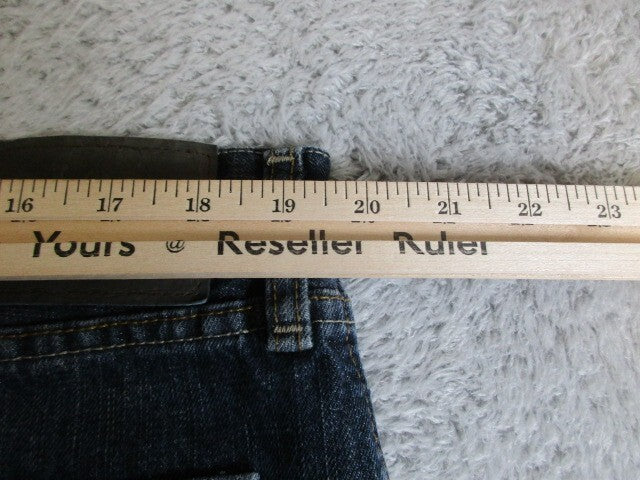 16 17 18 19 20 21 22 23
Yours @ Reseller Ruler